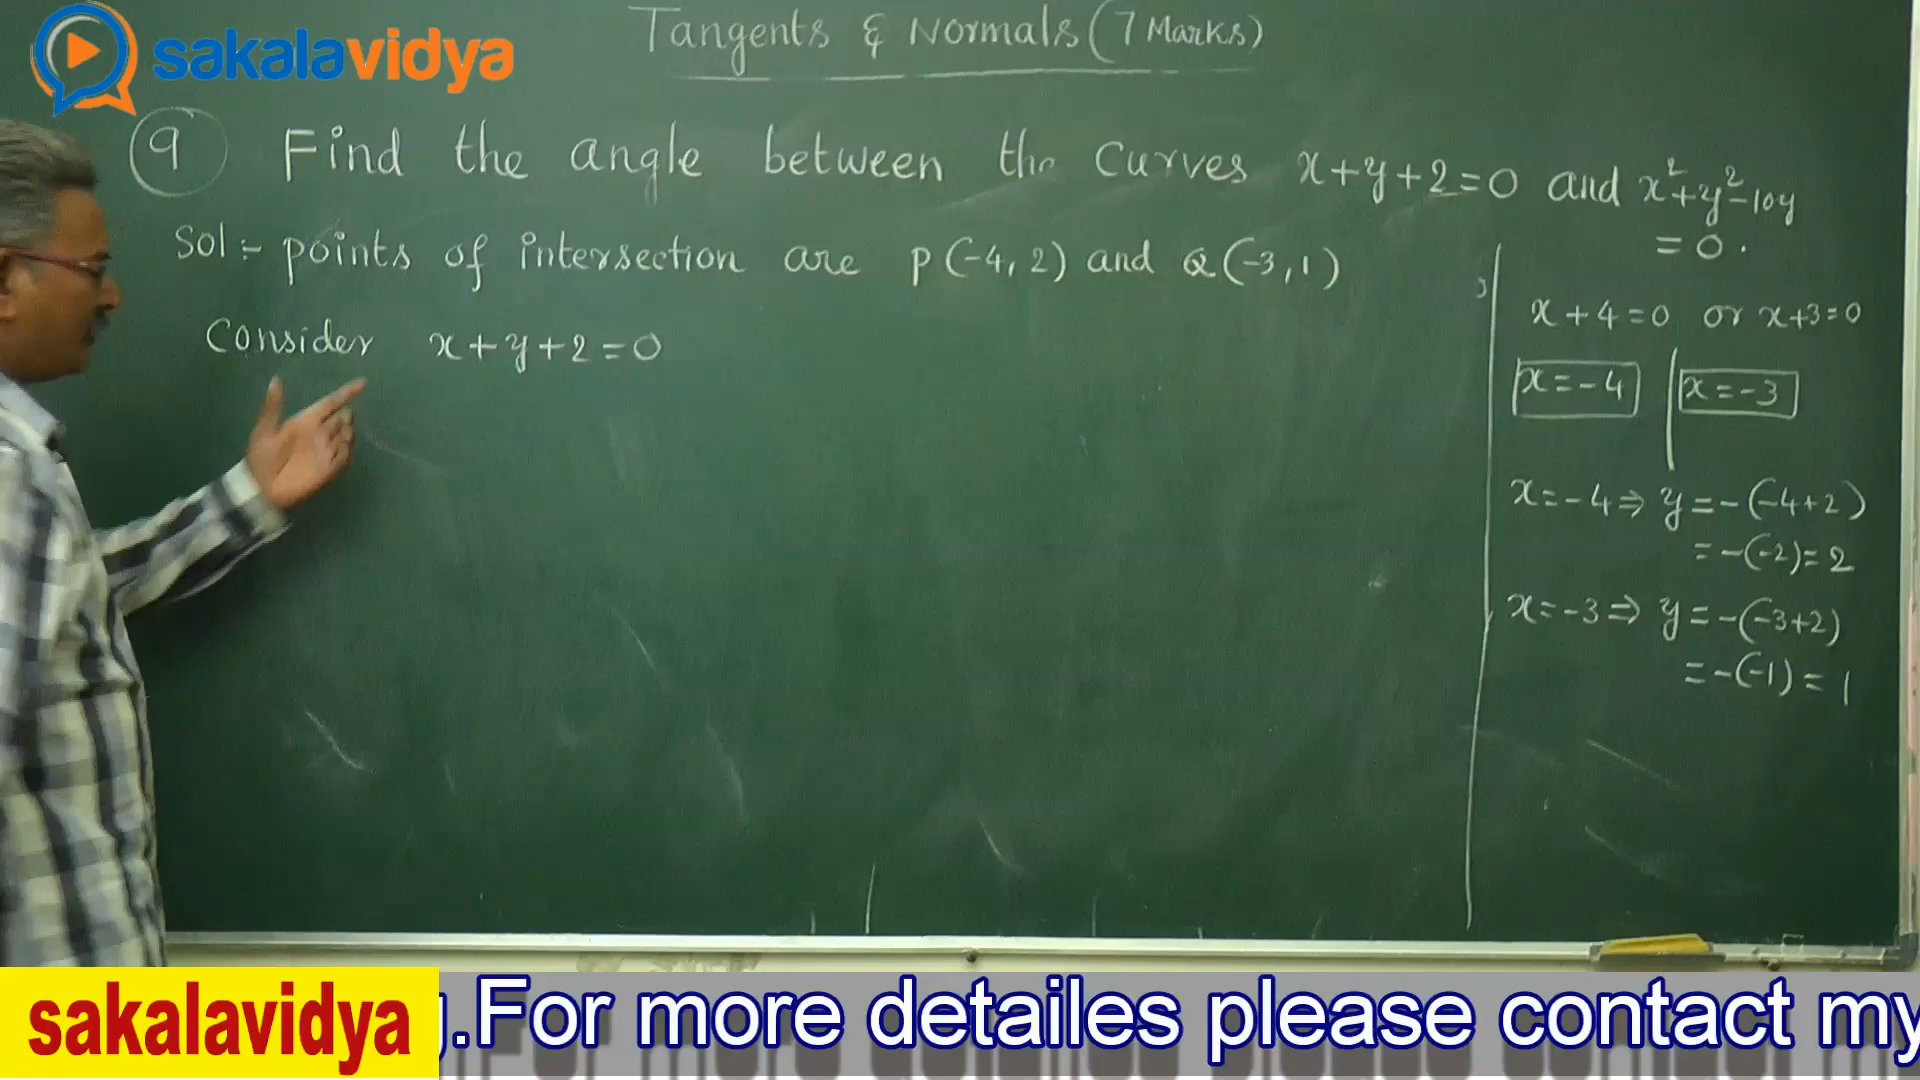 sakalavidya
Tangents & Normals (7 Marks)
9 Find the angle between the curves x+y+2=0 and x²+y²-10y
=0.
Sol:- points of intersection are P(-4,2) and Q(-3,1)
Consider x+y+2=0
x+4=0 or x+3=0
x=-4 x=-3
x=-4⇒ y=-(-4+2)
=-(-2)=2
x=-3⇒ y=-(-3+2)
=-(-1)=1
sakalavidya
.For more detailes please contact my